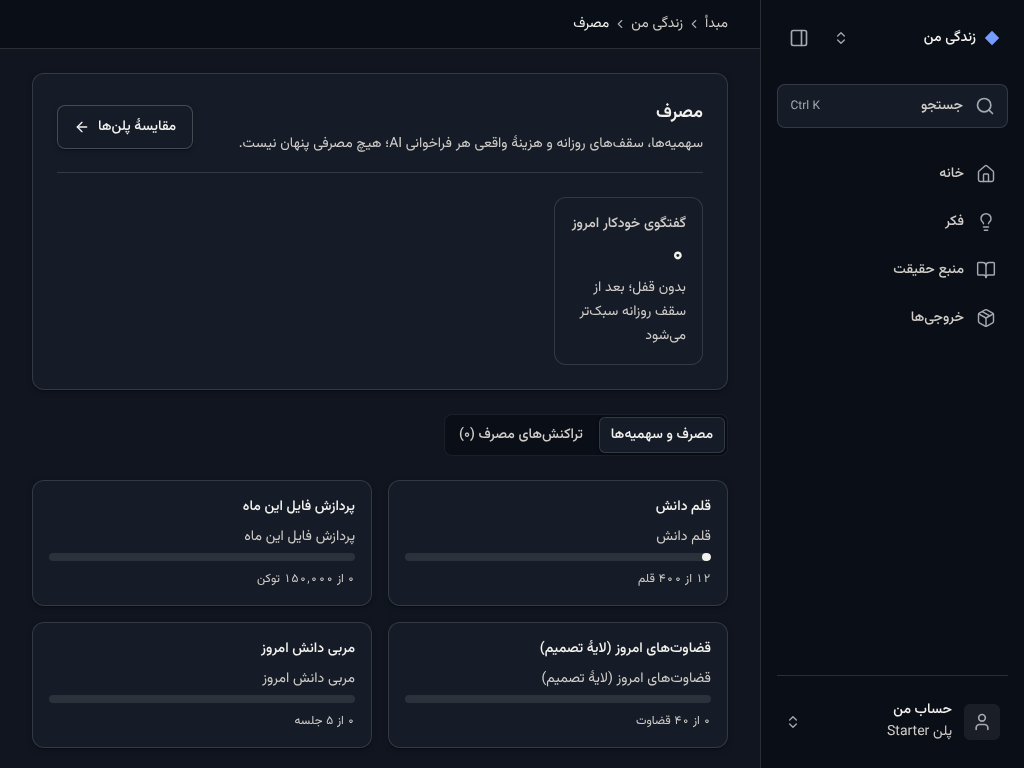 زندگی من
جستجو
Ctrl K
خانه
فکر
منبع حقیقت
خروجی‌ها
حساب من
پلن Starter
مبدأ
زندگی من
مصرف
مصرف
سهمیه‌ها، سقف‌های روزانه و هزینهٔ واقعی هر فراخوانی AI؛ هیچ مصرفی پنهان نیست.
مقایسهٔ پلن‌ها
گفتگوی خودکار امروز
۰
بدون قفل؛ بعد از
سقف روزانه سبک‌تر
می‌شود
مصرف و سهمیه‌ها
تراکنش‌های مصرف (۰)
قلم دانش
قلم دانش
۱۲ از ۴۰۰ قلم
پردازش فایل این ماه
پردازش فایل این ماه
۰ از ۱۵۰٬۰۰۰ توکن
قضاوت‌های امروز (لایهٔ تصمیم)
قضاوت‌های امروز (لایهٔ تصمیم)
۰ از ۴۰ قضاوت
مربی دانش امروز
مربی دانش امروز
۰ از ۵ جلسه